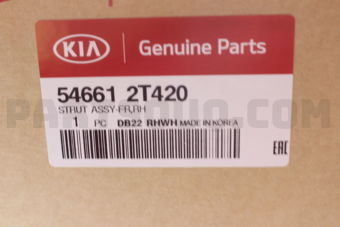 KIA Genuine Parts
54661 2T420
STRUT ASSY-FR,RH
1 PC DB22 RHWH MADE IN KOREA
EAC